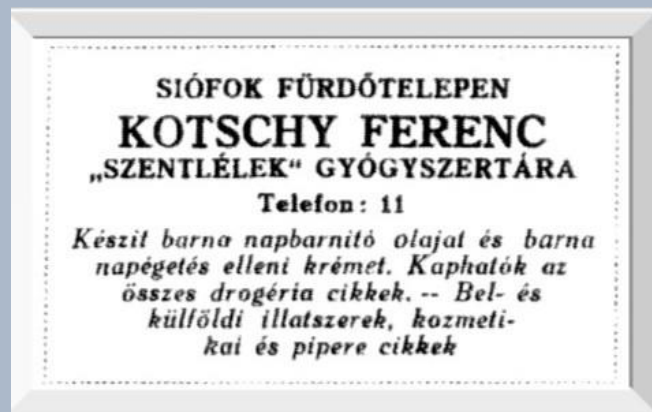 SIÓFOK FÜRDŐTELEPEN
KOTSCHY FERENC
„SZENTLÉLEK“ GYÓGYSZERTÁRA
Telefon: 11
Készit barna napbarnitó olajat és barna
napégetés elleni krémet. Kaphatók az
összes drogéria cikkek. -- Bel- és
külföldi illatszerek, kozmeti-
kai és pipere cikkek